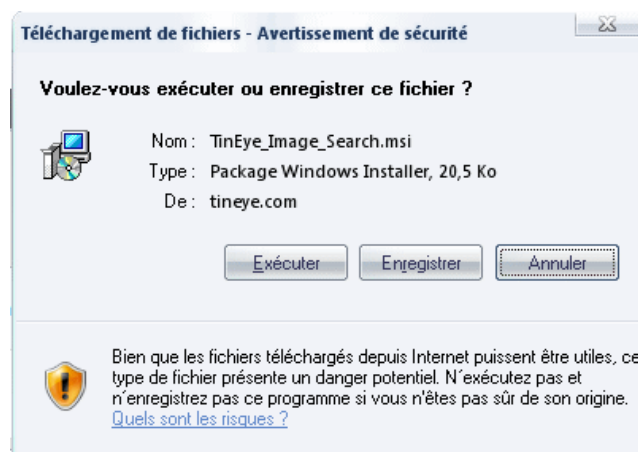 Téléchargement de fichiers - Avertissement de sécurité
Voulez-vous exécuter ou enregistrer ce fichier ?
Nom : TinEye_Image_Search.msi
Type : Package Windows Installer, 20,5 Ko
De : tineye.com
Exécuter Enregistrer Annuler
Bien que les fichiers téléchargés depuis Internet puissent être utiles, ce
type de fichier présente un danger potentiel. N´exécutez pas et
n´enregistrez pas ce programme si vous n'êtes pas sûr de son origine.
Quels sont les risques ?